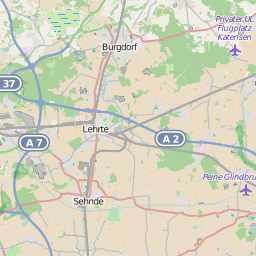 Privater UL
Flugplatz
Katensen
Burgdorf
37
Lehrte
A 7
A 2
Peine Glindbru
Sehnde